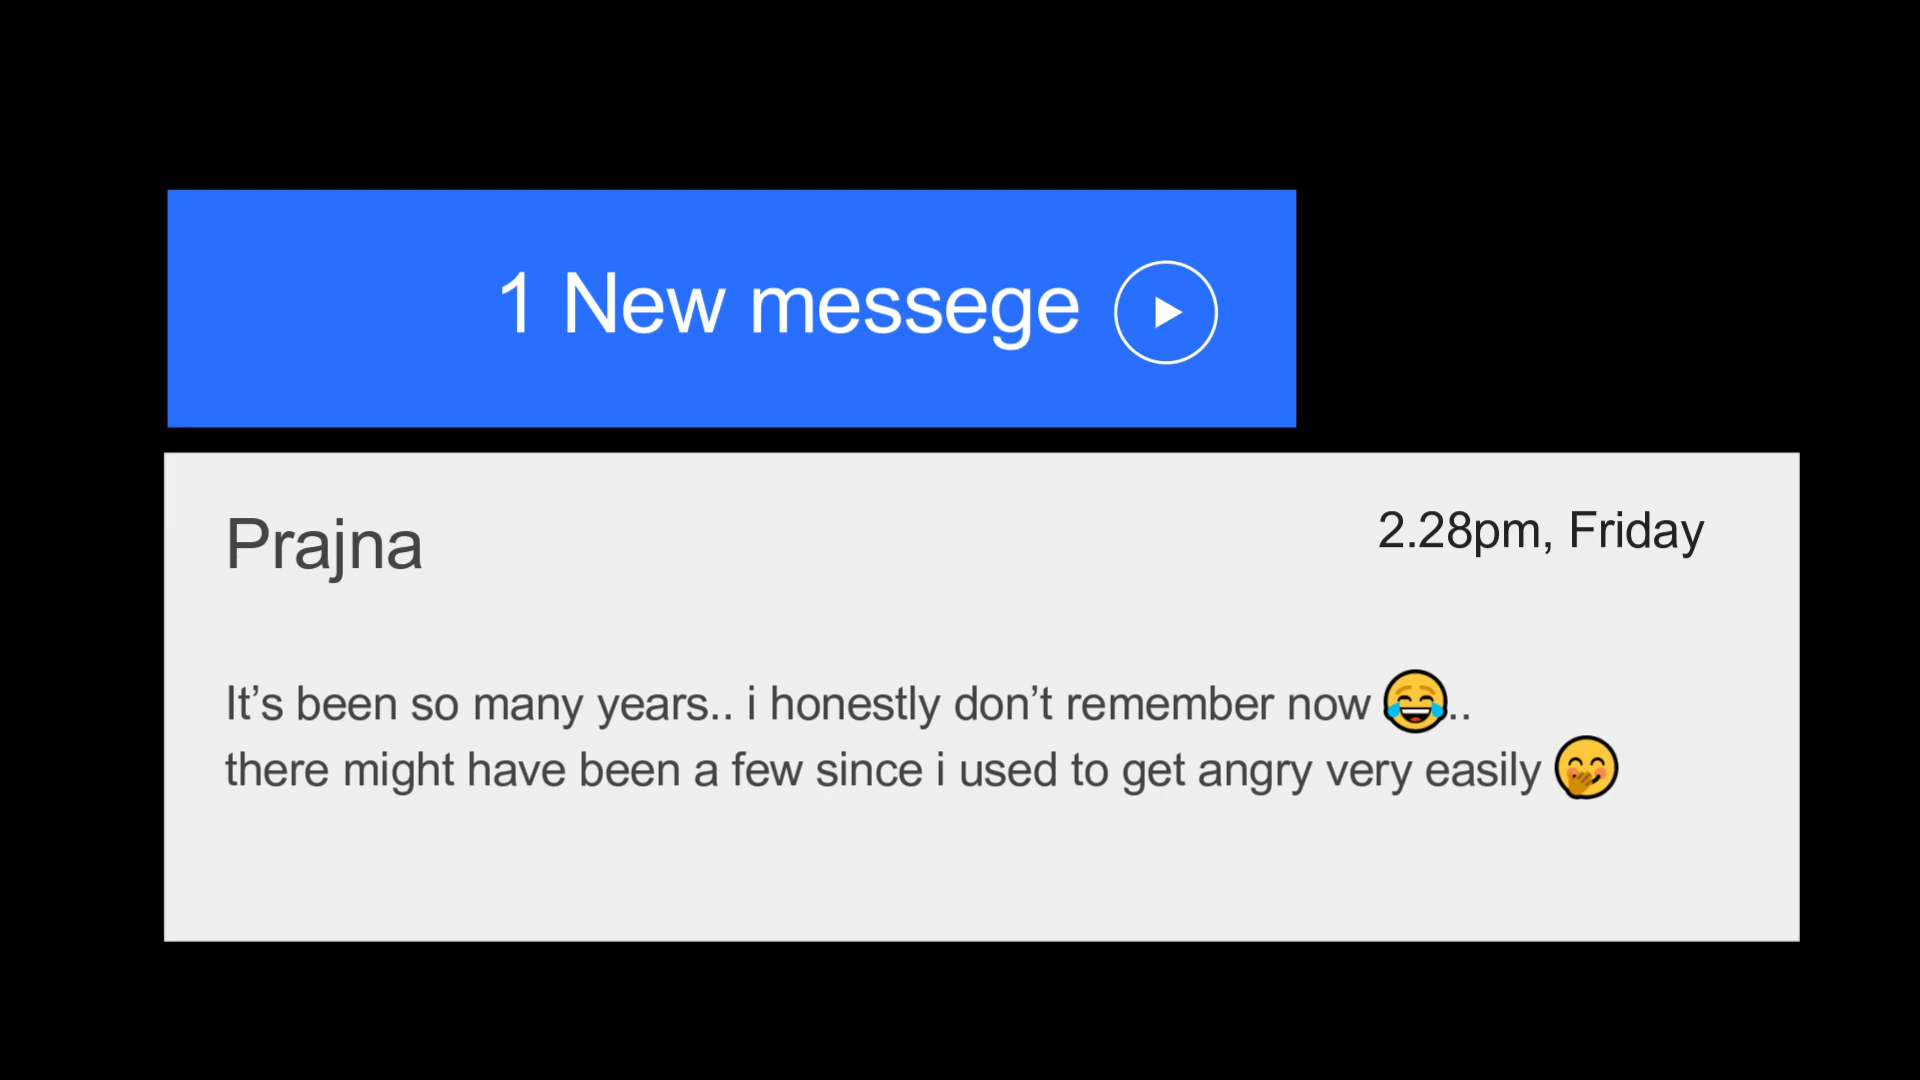 1 New messege
Prajna
2.28pm, Friday
It’s been so many years.. i honestly don’t remember now 😂..
there might have been a few since i used to get angry very easily 🤭